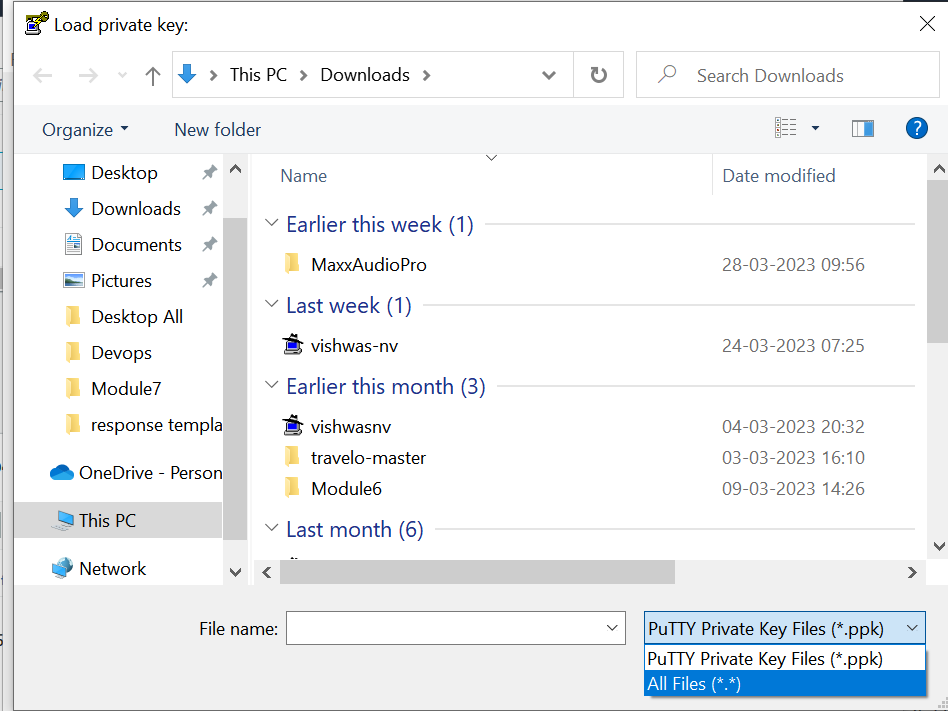 Load private key:
This PC > Downloads >
Search Downloads
Organize
New folder
?
Name
Date modified
Desktop
Downloads
Documents
Pictures
Desktop All
Devops
Module7
response templa
OneDrive - Person
This PC
Network
Earlier this week (1)
MaxxAudioPro 28-03-2023 09:56
Last week (1)
vishwas-nv 24-03-2023 07:25
Earlier this month (3)
vishwasnv 04-03-2023 20:32
travelo-master 03-03-2023 16:10
Module6 09-03-2023 14:26
Last month (6)
File name:
PuTTY Private Key Files (*.ppk)
PuTTY Private Key Files (*.ppk)
All Files (*.*)